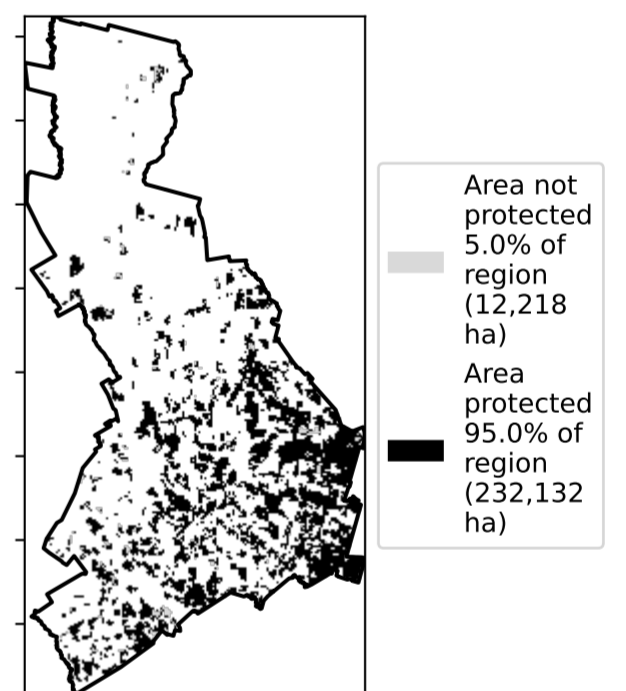 Area not
protected
5.0% of
region
(12,218
ha)
Area
protected
95.0% of
region
(232,132
ha)